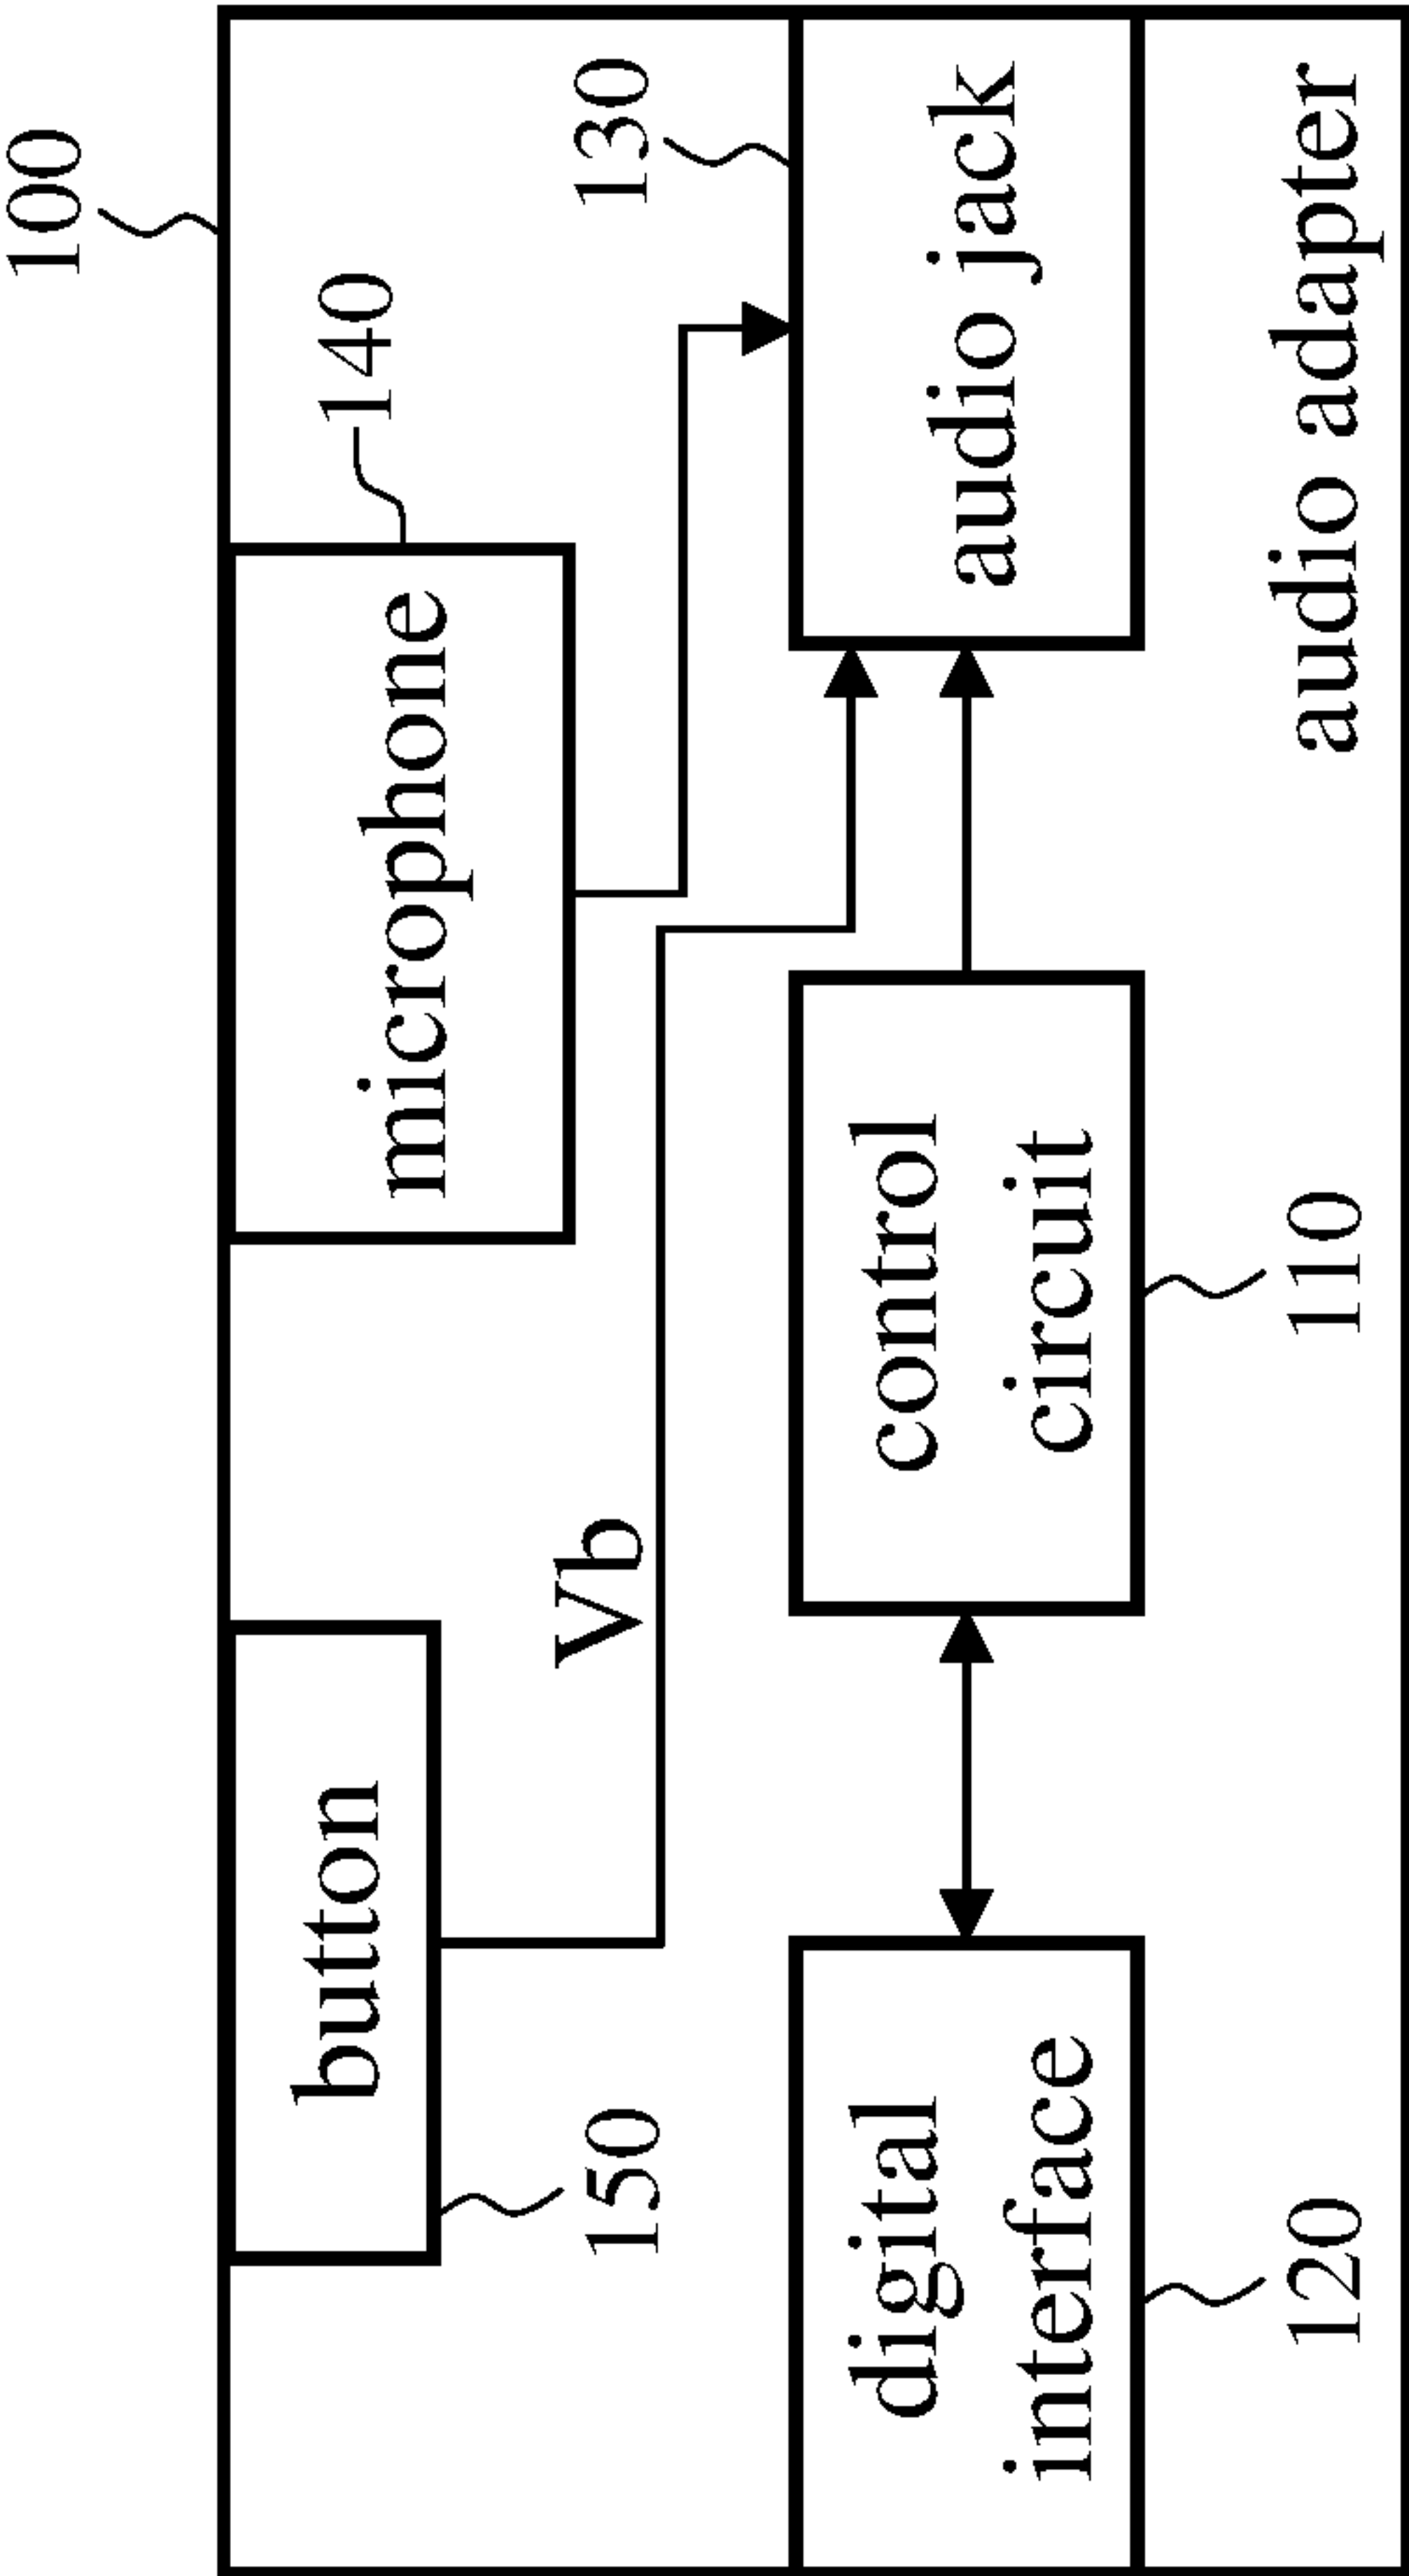 100
button
microphone
140
150
Vb
130
digital
interface
control
circuit
audio jack
120
110
audio adapter